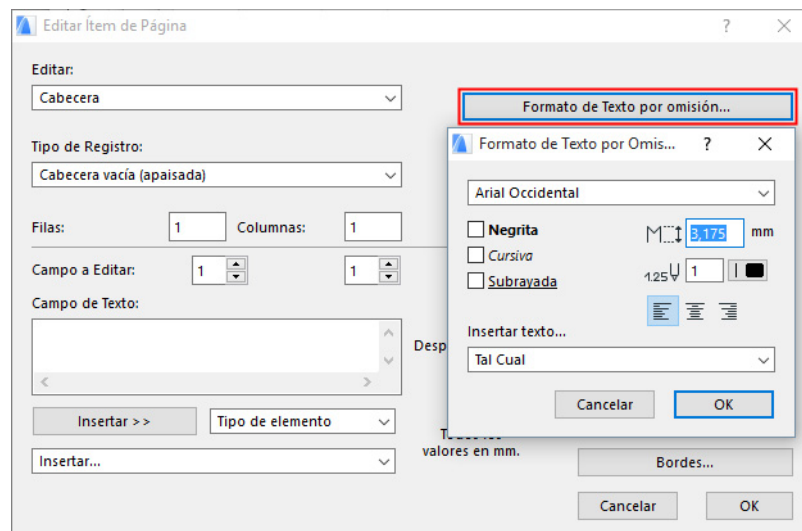 Editar Ítem de Página
?
Editar:
Cabecera
Formato de Texto por omisión...
Tipo de Registro:
Cabecera vacía (apaisada)
Filas: 1 Columnas: 1
Campo a Editar: 1 1
Campo de Texto:
Desp
Insertar >> Tipo de elemento
Insertar...
valores en mm.
Bordes...
Cancelar OK
Formato de Texto por Omis... ?
Arial Occidental
Negrita
M 3,175 mm
Cursiva
1.25 1
Subrayada
Insertar texto...
Tal Cual
Cancelar OK